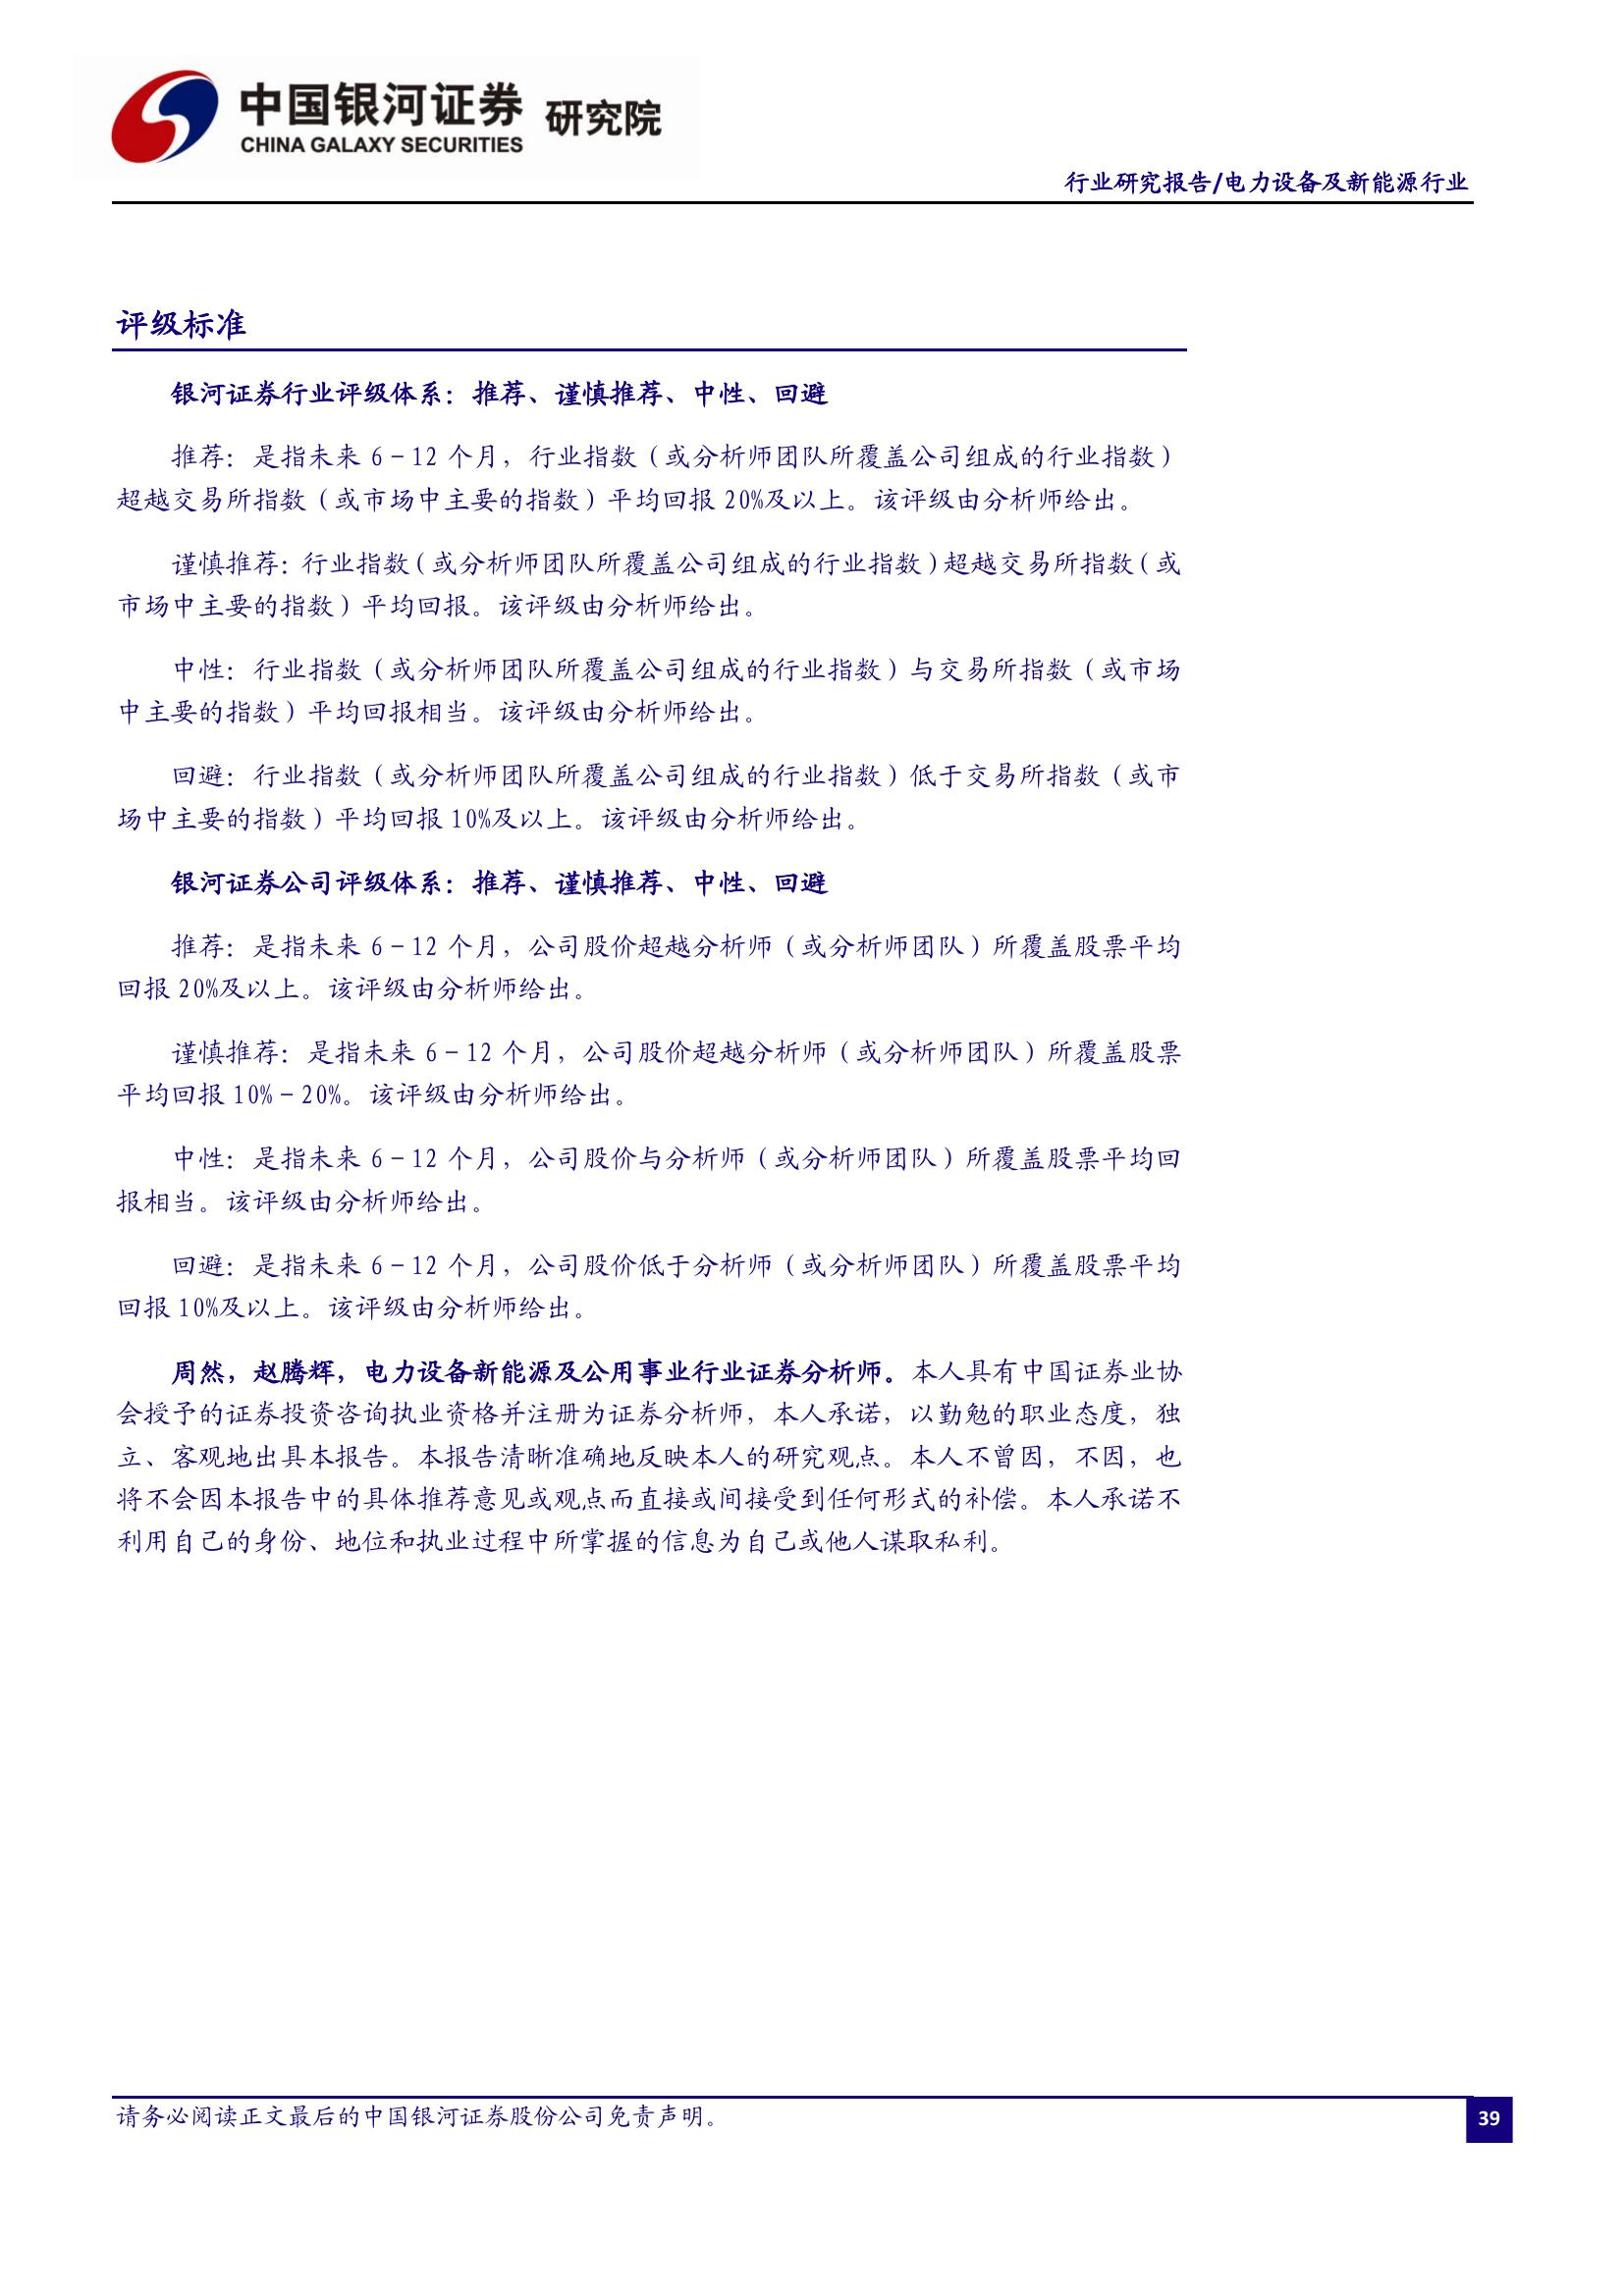 中国银河证券 研究院
CHINA GALAXY SECURITIES
行业研究报告/电力设备及新能源行业
评级标准
银河证券行业评级体系：推荐、谨慎推荐、中性、回避
推荐：是指未来 6－12 个月，行业指数（或分析师团队所覆盖公司组成的行业指数）
超越交易所指数（或市场中主要的指数）平均回报 20%及以上。该评级由分析师给出。
谨慎推荐：行业指数（或分析师团队所覆盖公司组成的行业指数）超越交易所指数（或
市场中主要的指数）平均回报。该评级由分析师给出。
中性：行业指数（或分析师团队所覆盖公司组成的行业指数）与交易所指数（或市场
中主要的指数）平均回报相当。该评级由分析师给出。
回避：行业指数（或分析师团队所覆盖公司组成的行业指数）低于交易所指数（或市
场中主要的指数）平均回报 10%及以上。该评级由分析师给出。
银河证券公司评级体系：推荐、谨慎推荐、中性、回避
推荐：是指未来 6－12 个月，公司股价超越分析师（或分析师团队）所覆盖股票平均
回报 20%及以上。该评级由分析师给出。
谨慎推荐：是指未来 6－12 个月，公司股价超越分析师（或分析师团队）所覆盖股票
平均回报 10%－20%。该评级由分析师给出。
中性：是指未来 6－12 个月，公司股价与分析师（或分析师团队）所覆盖股票平均回
报相当。该评级由分析师给出。
回避：是指未来 6－12 个月，公司股价低于分析师（或分析师团队）所覆盖股票平均
回报 10%及以上。该评级由分析师给出。
周然，赵腾辉，电力设备新能源及公用事业行业证券分析师。本人具有中国证券业协
会授予的证券投资咨询执业资格并注册为证券分析师，本人承诺，以勤勉的职业态度，独
立、客观地出具本报告。本报告清晰准确地反映本人的研究观点。本人不曾因，不因，也
将不会因本报告中的具体推荐意见或观点而直接或间接受到任何形式的补偿。本人承诺不
利用自己的身份、地位和执业过程中所掌握的信息为自己或他人谋取私利。
请务必阅读正文最后的中国银河证券股份公司免责声明。
39